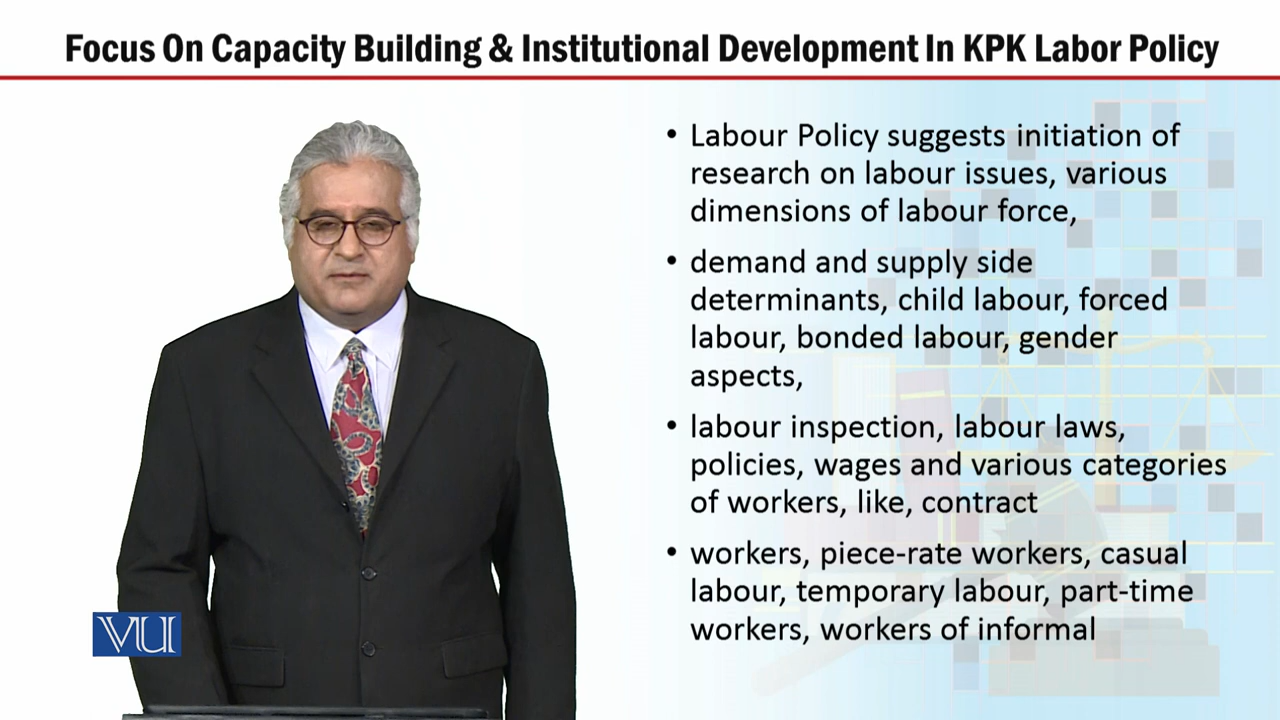 Focus On Capacity Building & Institutional Development In KPK Labor Policy
• Labour Policy suggests initiation of
research on labour issues, various
dimensions of labour force,
• demand and supply side
determinants, child labour, forced
labour, bonded labour, gender
aspects,
• labour inspection, labour laws,
policies, wages and various categories
of workers, like, contract
• workers, piece-rate workers, casual
labour, temporary labour, part-time
workers, workers of informal
VU